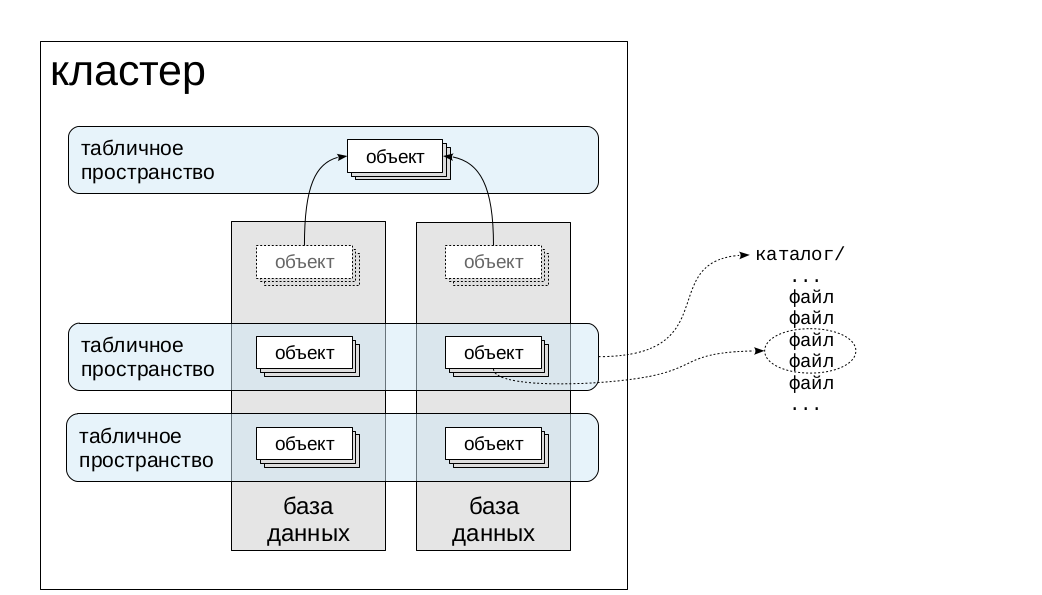 кластер
табличное
пространство
объект
объект
объект
каталог/
...
файл
файл
файл
файл
файл
...
табличное
пространство
объект
объект
табличное
пространство
объект
объект
база
данных
база
данных